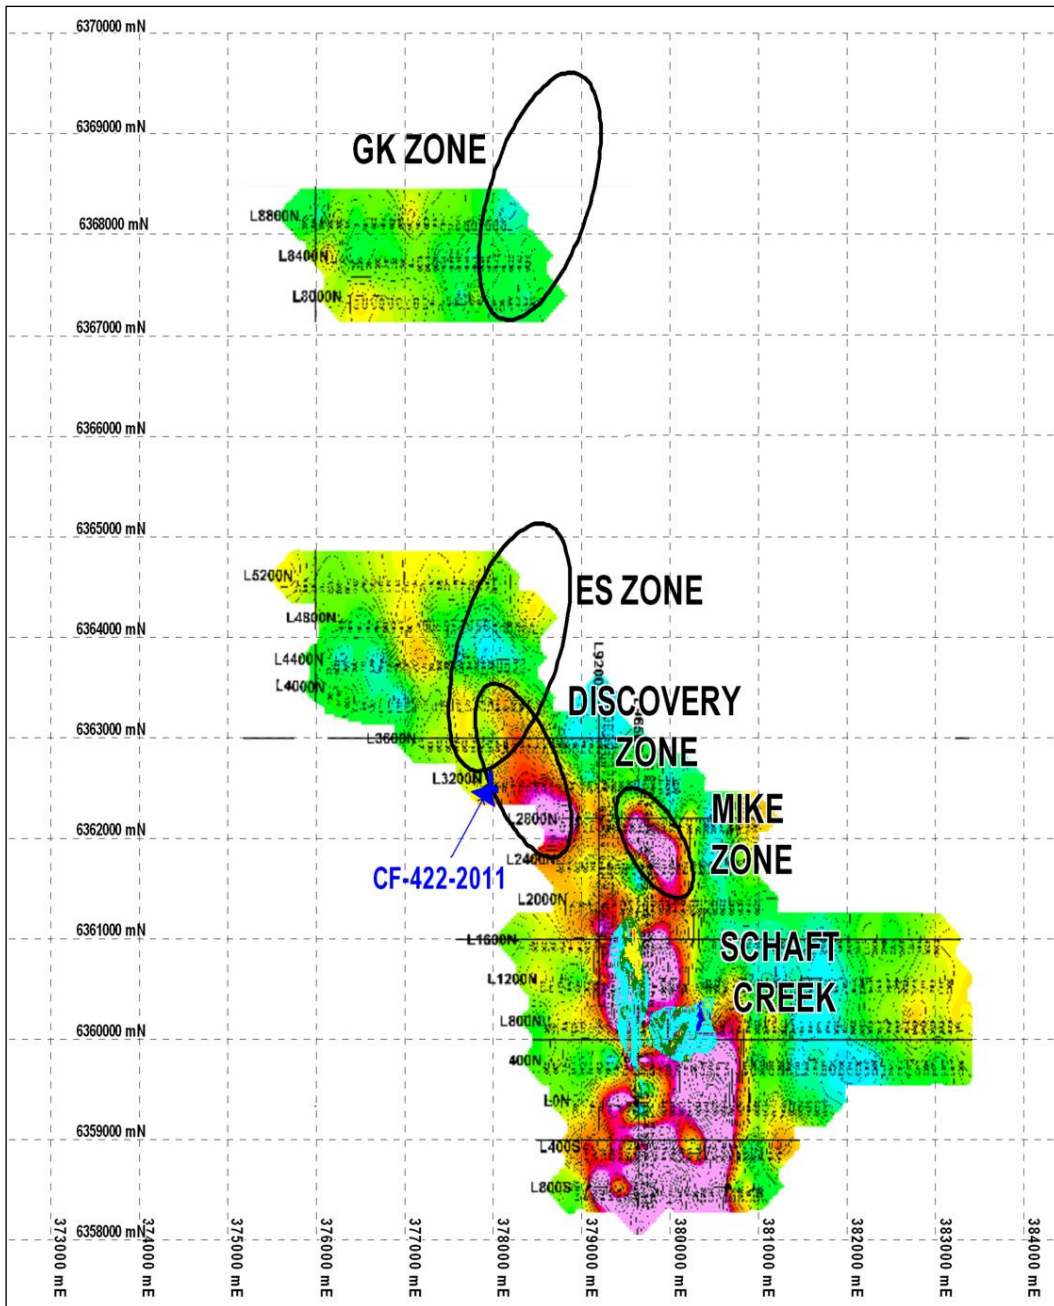 6370000 mN
6369000 mN
GK ZONE
6368000 mN
L8800N
L8400N
L8000N
6367000 mN
6366000 mN
6365000 mN
L5200N
ES ZONE
L4800N
6364000 mN
L4400N
L4000N
L9200
DISCOVERY
ZONE
6363000 mN
L3600N
L3200N
MIKE
ZONE
L2800N
6362000 mN
L2400N
CF-422-2011
L2000N
6361000 mN
L1600N
SCHAFT
CREEK
L1200N
L800N
6360000 mN
400N
L0N
6359000 mN
L400S
L800S
6358000 mN
373000 mE
374000 mE
375000 mE
376000 mE
377000 mE
378000 mE
379000 mE
380000 mE
381000 mE
382000 mE
383000 mE
384000 mE